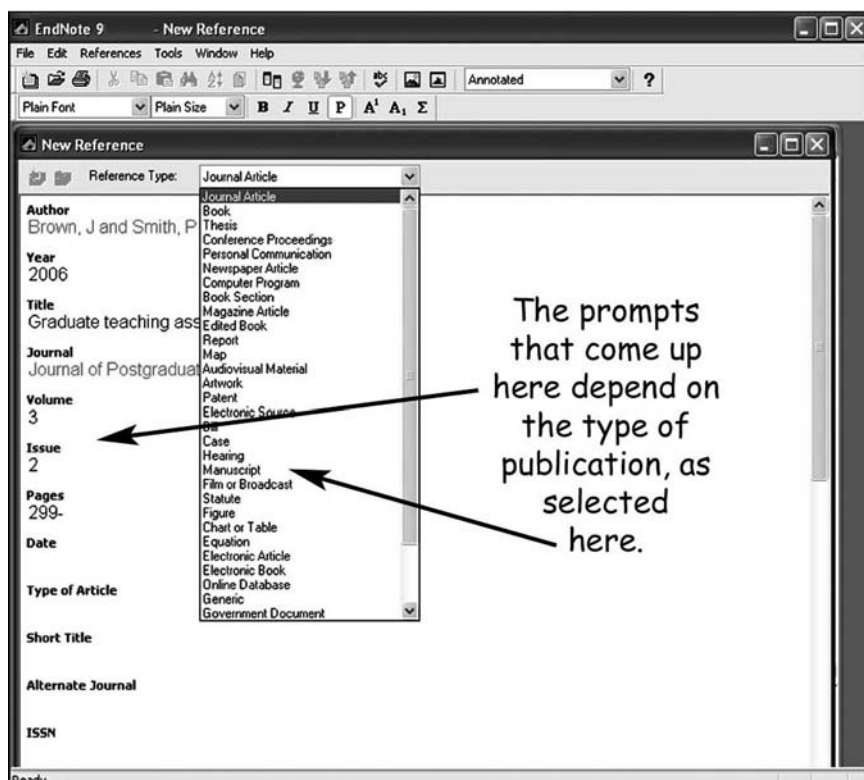 EndNote 9 - New Reference
File Edit References Tools Window Help
Annotated
?
Plain Font Plain Size B I U P A¹ A₁ Σ
New Reference
Reference Type: Journal Article
Journal Article
Book
Thesis
Conference Proceedings
Personal Communication
Newspaper Article
Computer Program
Book Section
Magazine Article
Edited Book
Report
Map
Audiovisual Material
Artwork
Patent
Electronic Source
Bill
Case
Hearing
Manuscript
Film or Broadcast
Statute
Figure
Chart or Table
Equation
Electronic Article
Electronic Book
Online Database
Generic
Government Document
Author
Brown, J and Smith, P
Year
2006
Title
Graduate teaching ass
Journal
Journal of Postgraduat
Volume
3
Issue
2
Pages
299-
Date
Type of Article
Short Title
Alternate Journal
ISSN
The prompts
that come up
here depend on
the type of
publication, as
selected
here.
Ready